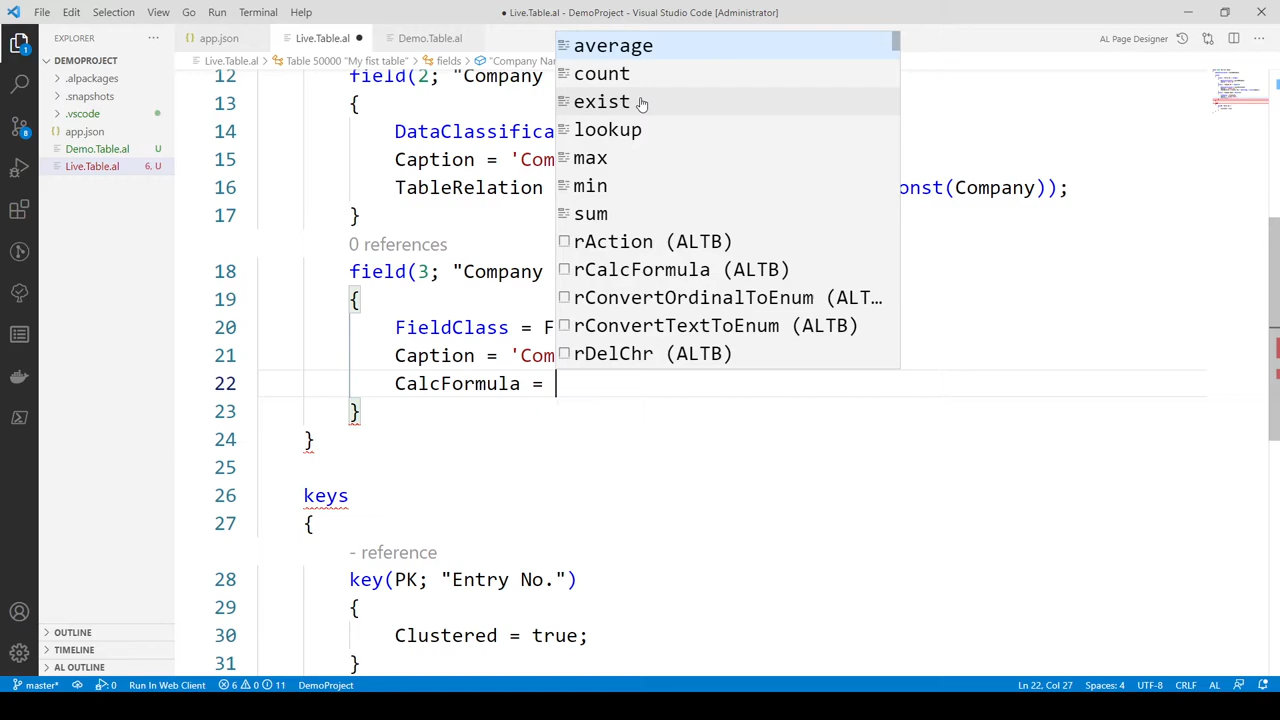 File Edit Selection View Go Run Terminal Help
● Live.Table.al - DemoProject - Visual Studio Code [Administrator]
EXPLORER
app.json
Live.Table.al ●
Demo.Table.al
AL Page Designer
DEMOPROJECT
Live.Table.al > Table 50000 "My fist table" > fields > "Company Na
.alpackages
.snapshots
.vscode
app.json
Demo.Table.al
Live.Table.al 6, U
12 field(2; "Company
13 {
14 DataClassifica
15 Caption = 'Com
16 TableRelation onst(Company));
17 }
0 references
18 field(3; "Company
19 {
20 FieldClass = F
21 Caption = 'Com
22 CalcFormula =
23 }
24 }
25
26 keys
27 {
- reference
28 key(PK; "Entry No.")
29 {
30 Clustered = true;
31 }
average
count
exist
lookup
max
min
sum
rAction (ALTB)
rCalcFormula (ALTB)
rConvertOrdinalToEnum (ALT…
rConvertTextToEnum (ALTB)
rDelChr (ALTB)
1
8
OUTLINE
TIMELINE
AL OUTLINE
master* 0 Run In Web Client 6 0 11 DemoProject
Ln 22, Col 27 Spaces: 4 UTF-8 CRLF AL